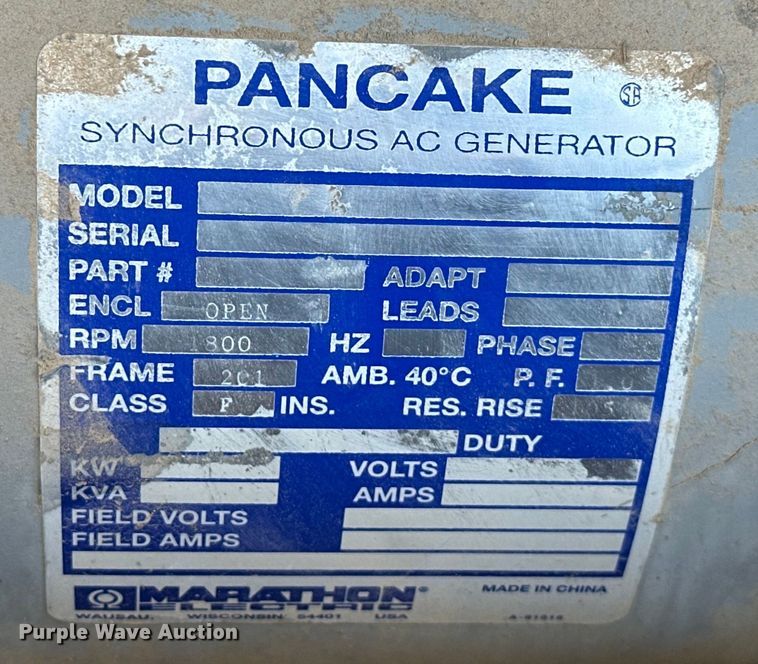 PANCAKE
SYNCHRONOUS AC GENERATOR
MODEL
SERIAL
PART # ADAPT
ENCL OPEN LEADS
RPM 1800 HZ PHASE
FRAME 201 AMB. 40°C P. F.
CLASS F INS. RES. RISE
DUTY
KW VOLTS
KVA AMPS
FIELD VOLTS
FIELD AMPS
MARATHON® MADE IN CHINA
ELECTRIC
WAUSAU, WISCONSIN 54401 USA
Purple Wave Auction